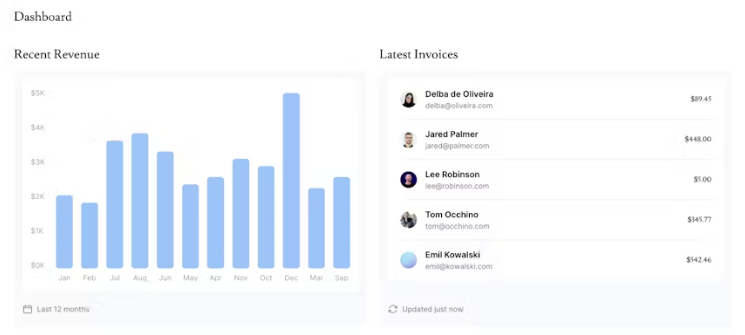 Dashboard
Recent Revenue
$5K
$4K
$3K
$2K
$1K
$0K
Jan Feb Jul Aug Jun May Apr Nov Oct Dec Mar Sep
Last 12 months
Latest Invoices
Delba de Oliveira
delba@oliveira.com
$89.45
Jared Palmer
jared@palmer.com
$448.00
Lee Robinson
lee@robinson.com
$5.00
Tom Occhino
tom@occhino.com
$345.77
Emil Kowalski
emil@kowalski.com
$542.46
Updated just now